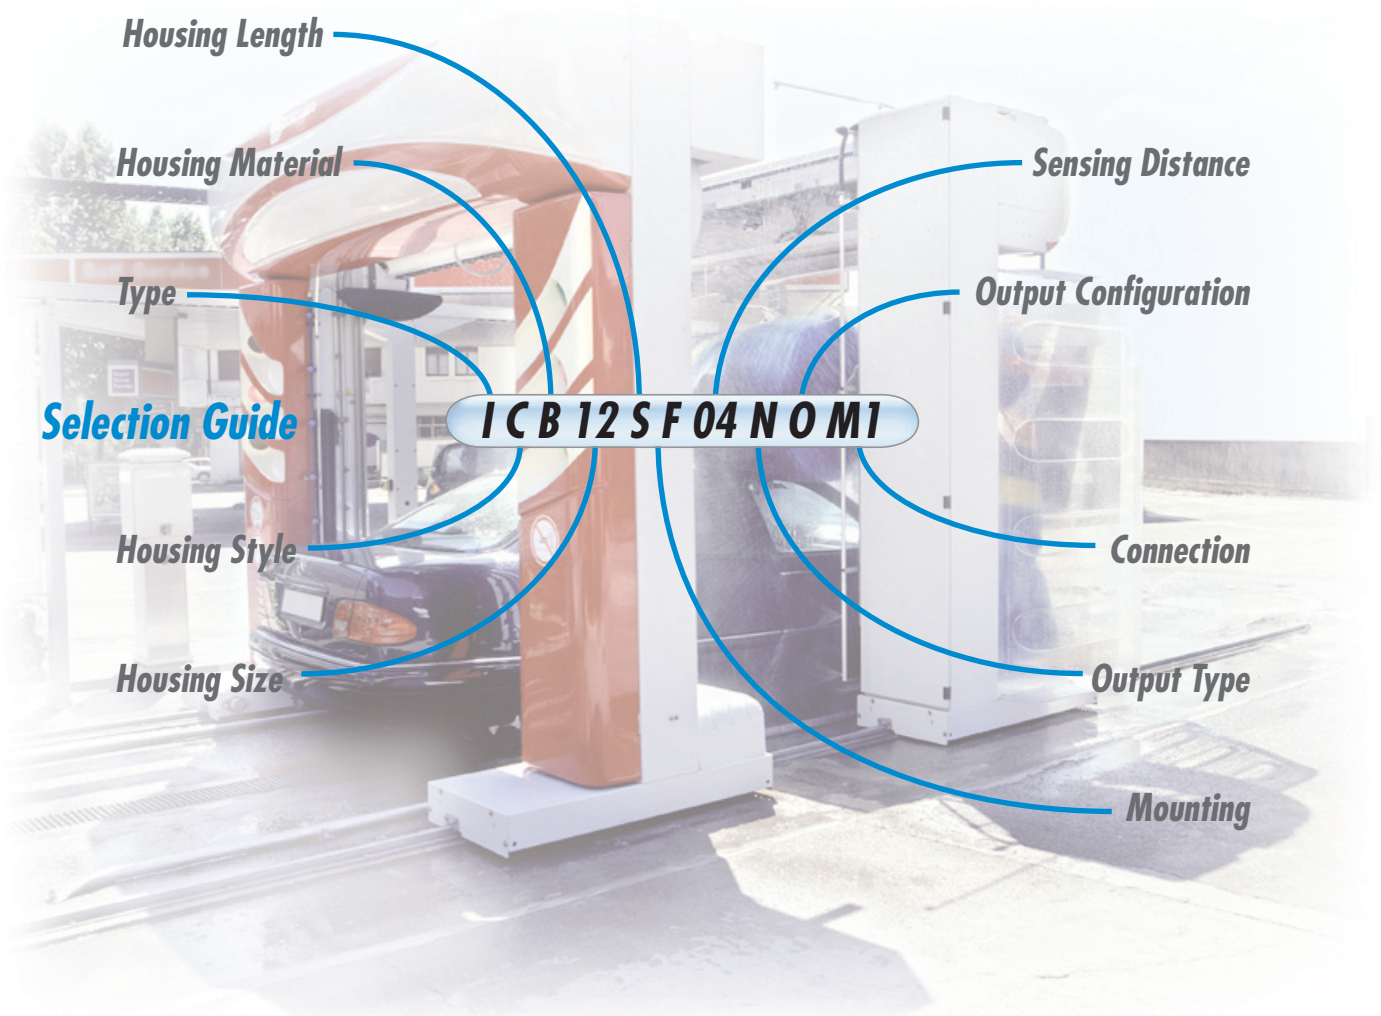 Housing Length
Housing Material
Sensing Distance
Type
Output Configuration
Selection Guide
I C B 12 S F 04 N O M1
Housing Style
Connection
Housing Size
Output Type
Mounting